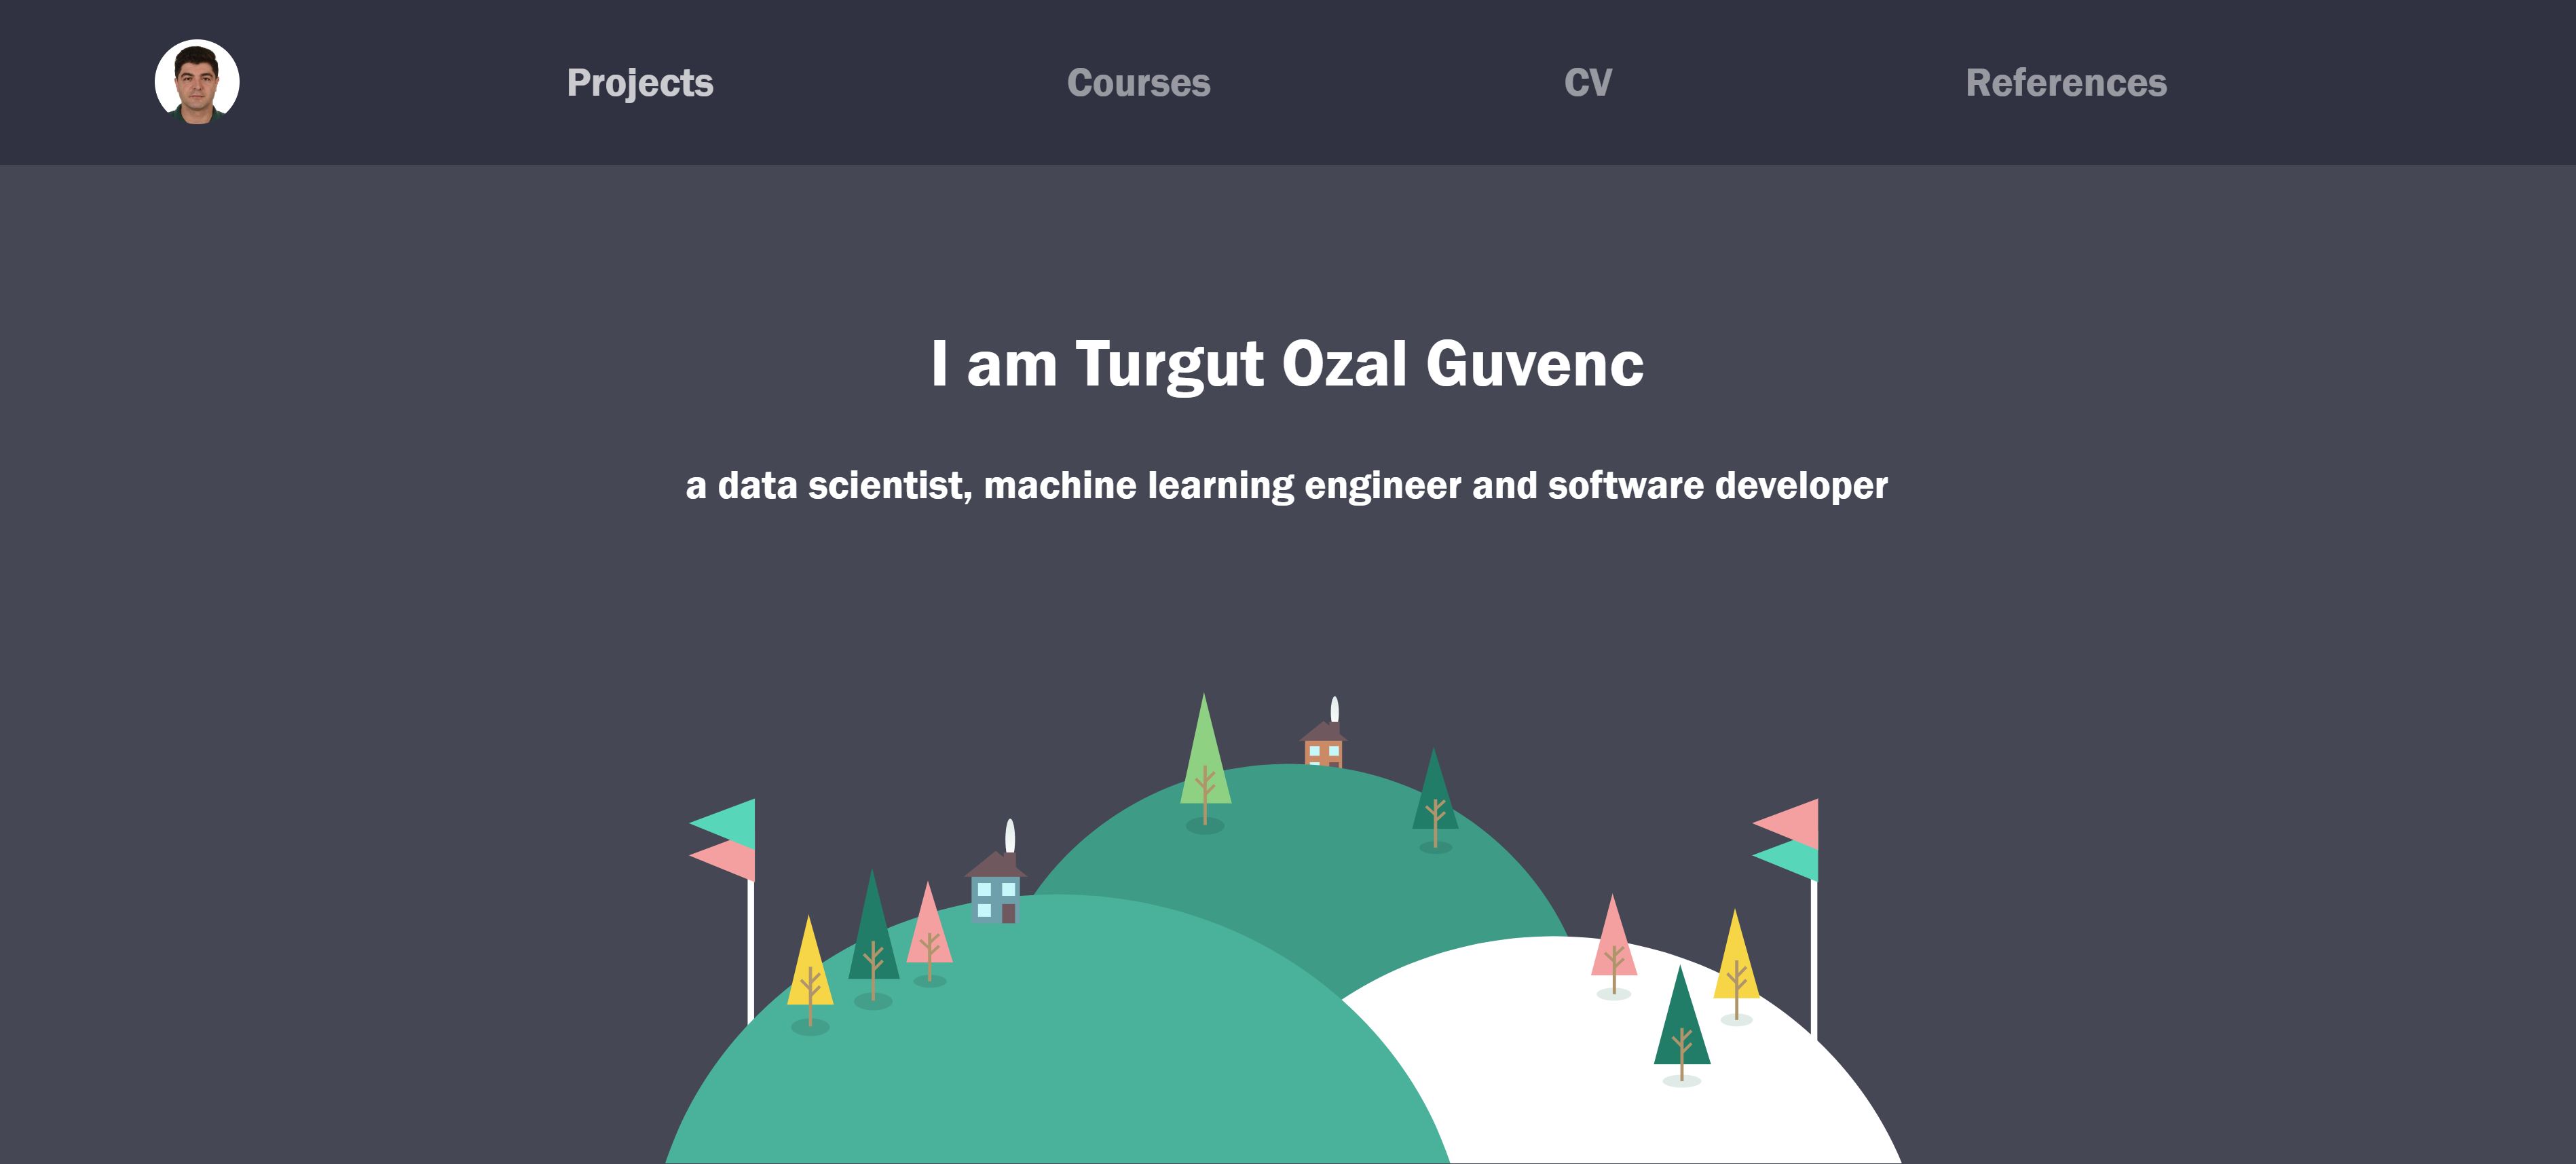 Projects Courses CV References
I am Turgut Ozal Guvenc
a data scientist, machine learning engineer and software developer